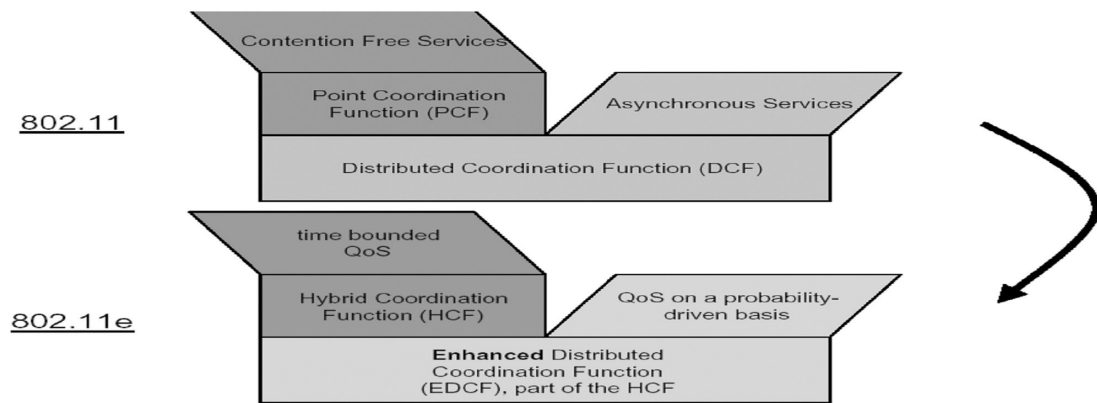 Contention Free Services
Point Coordination
Function (PCF)
Asynchronous Services
802.11
Distributed Coordination Function (DCF)
time bounded
QoS
Hybrid Coordination
Function (HCF)
QoS on a probability-
driven basis
802.11e
Enhanced Distributed
Coordination Function
(EDCF), part of the HCF